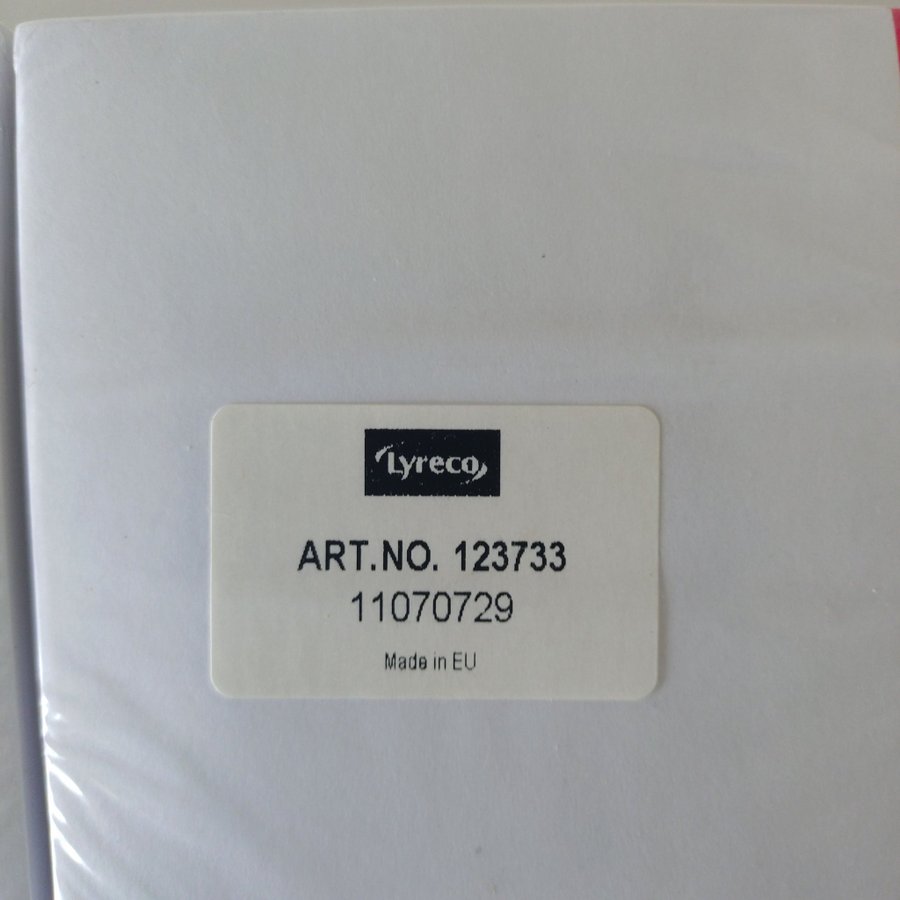 Lyreco
ART.NO. 123733
11070729
Made in EU